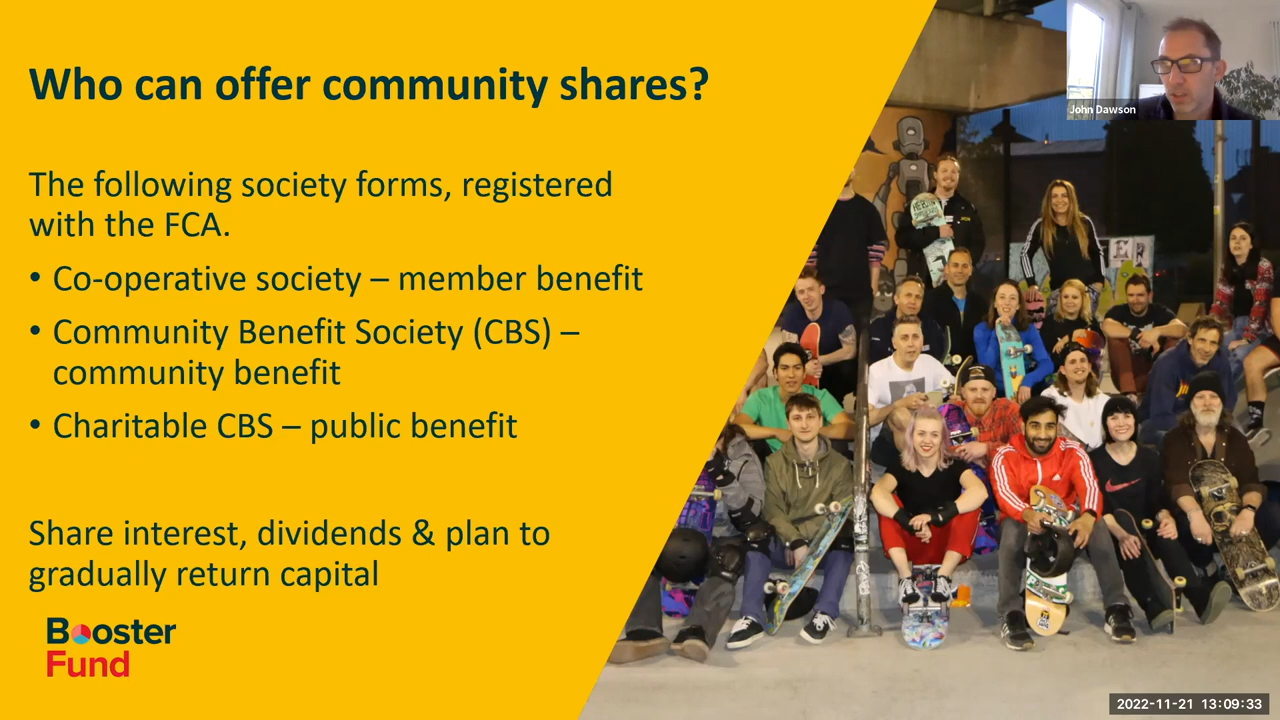 Who can offer community shares?
The following society forms, registered
with the FCA.
• Co-operative society – member benefit
• Community Benefit Society (CBS) –
community benefit
• Charitable CBS – public benefit
Share interest, dividends & plan to
gradually return capital
Booster
Fund
John Dawson
2022-11-21 13:09:33